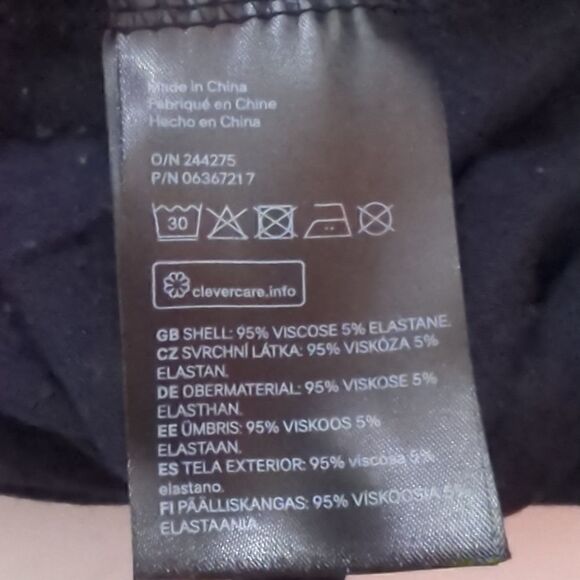 Made in China
Fabriqué en Chine
Hecho en China
O/N 244275
P/N 06367217
30
clevercare.info
GB SHELL: 95% VISCOSE 5% ELASTANE.
CZ SVRCHNÍ LÁTKA: 95% VISKÓZA 5%
ELASTAN.
DE OBERMATERIAL: 95% VISKOSE 5%
ELASTHAN.
EE ÜMBRIS: 95% VISKOOS 5%
ELASTAAN.
ES TELA EXTERIOR: 95% viscosa 5%
elastano.
FI PÄÄLLISKANGAS: 95% VISKOOSIA 5%
ELASTAANIA